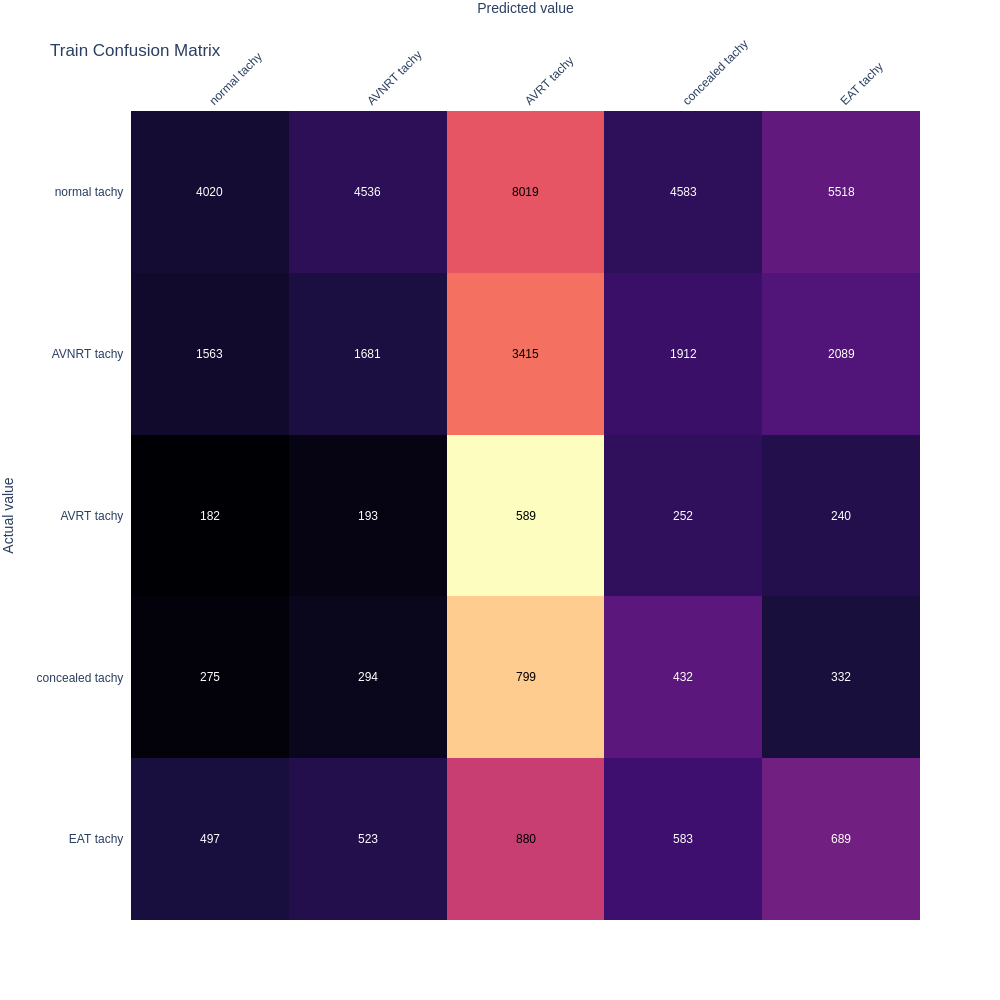 Predicted value
Train Confusion Matrix
normal tachy
AVNRT tachy
AVRT tachy
concealed tachy
EAT tachy
Actual value
normal tachy 4020 4536 8019 4583 5518
AVNRT tachy 1563 1681 3415 1912 2089
AVRT tachy 182 193 589 252 240
concealed tachy 275 294 799 432 332
EAT tachy 497 523 880 583 689